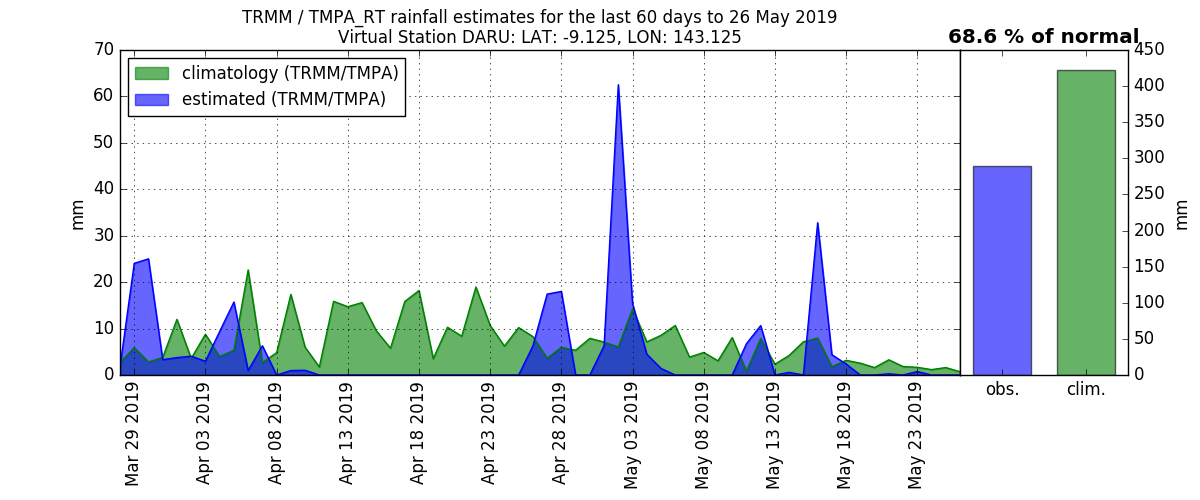 TRMM / TMPA_RT rainfall estimates for the last 60 days to 26 May 2019
Virtual Station DARU: LAT: -9.125, LON: 143.125
68.6 % of normal
climatology (TRMM/TMPA)
estimated (TRMM/TMPA)
70
60
50
40
30
20
10
0
mm
Mar 29 2019
Apr 03 2019
Apr 08 2019
Apr 13 2019
Apr 18 2019
Apr 23 2019
Apr 28 2019
May 03 2019
May 08 2019
May 13 2019
May 18 2019
May 23 2019
obs.
clim.
450
400
350
300
250
200
150
100
50
0
mm